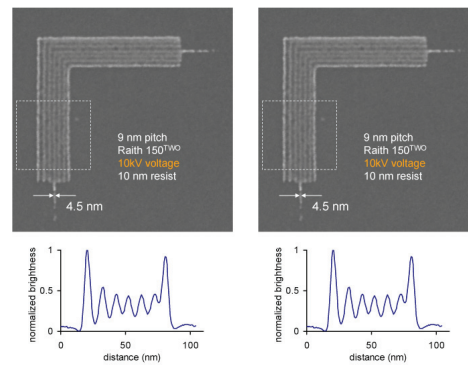 9 nm pitch
Raith 150TWO
10kV voltage
10 nm resist
4.5 nm
9 nm pitch
Raith 150TWO
10kV voltage
10 nm resist
4.5 nm
normalized brightness
1
0.5
0
0
50
100
distance (nm)
normalized brightness
1
0.5
0
0
50
100
distance (nm)